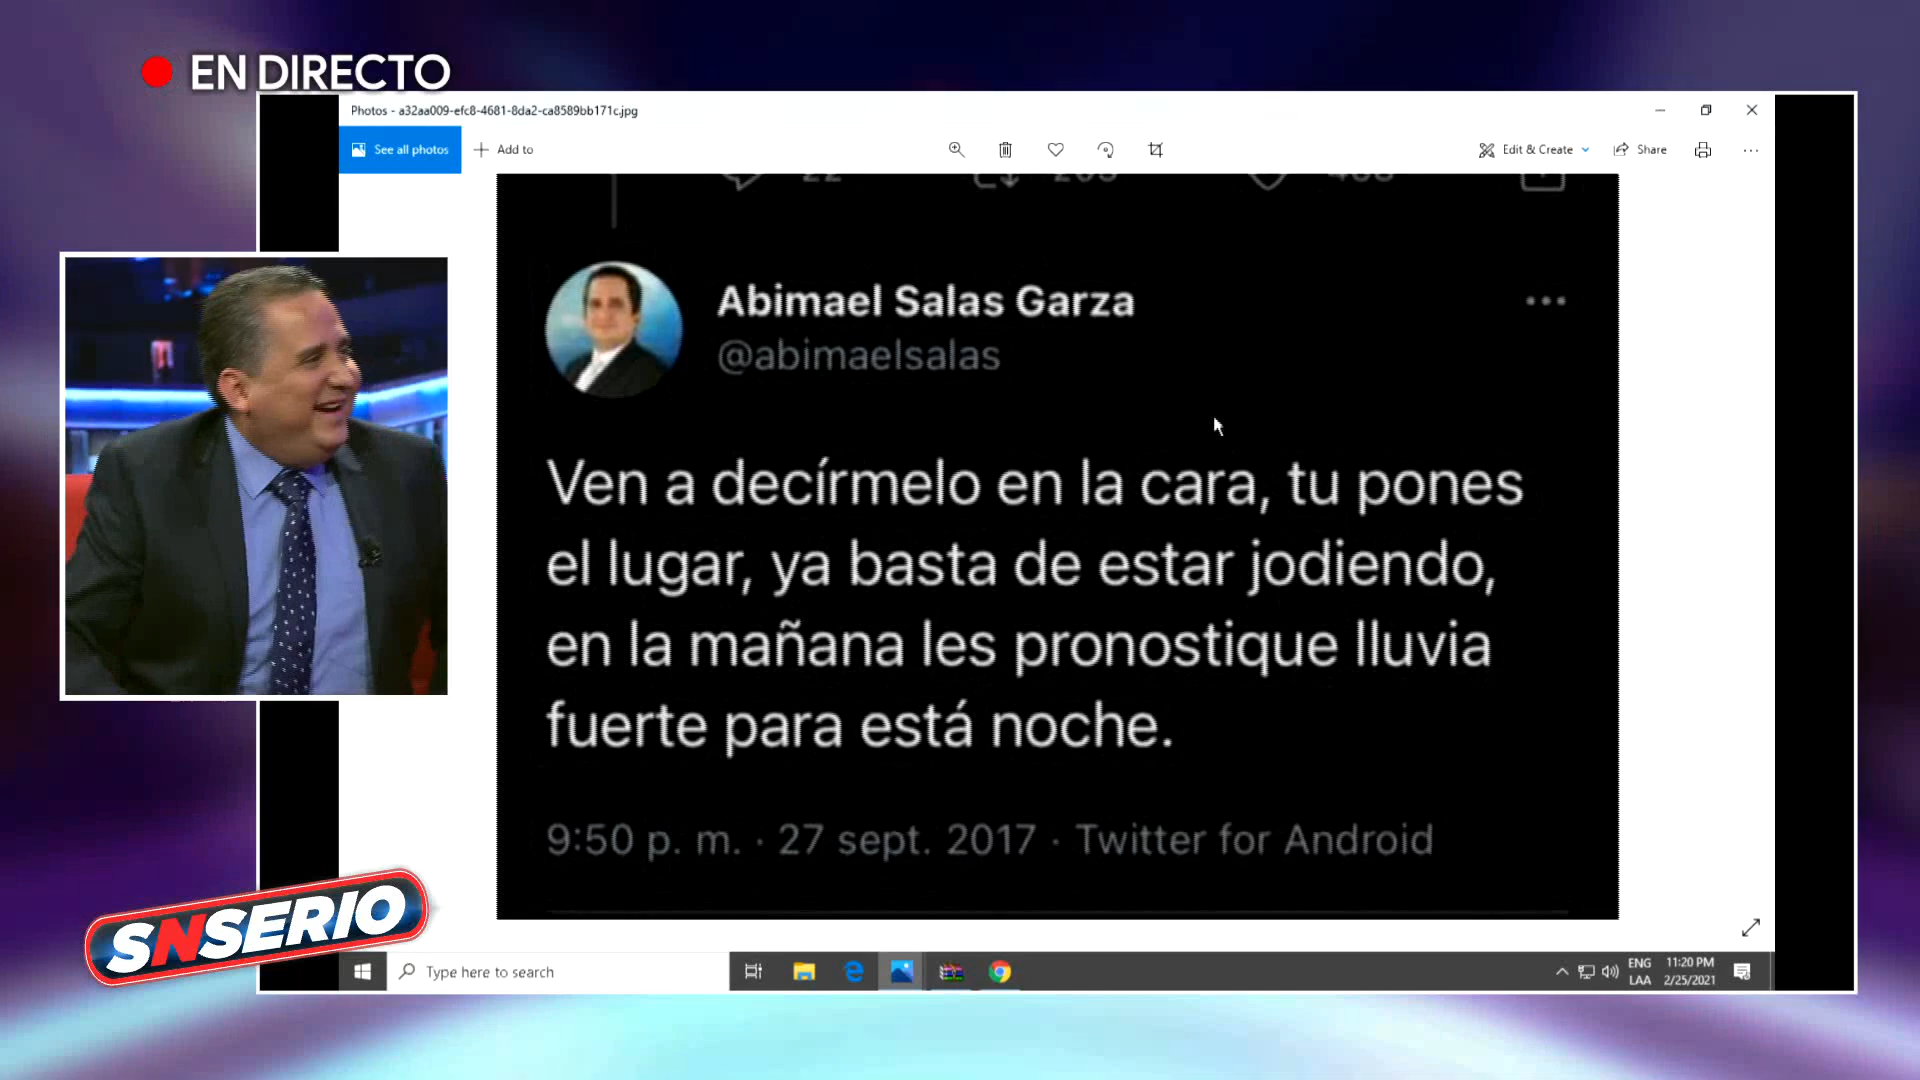 EN DIRECTO
Photos - a32aa009-efc8-4681-8da2-ca8589bb171c.jpg
See all photos
Add to
Edit & Create
Share
Abimael Salas Garza
@abimaelsalas
Ven a decírmelo en la cara, tu pones
el lugar, ya basta de estar jodiendo,
en la mañana les pronostique lluvia
fuerte para está noche.
9:50 p. m. · 27 sept. 2017 · Twitter for Android
SNSERIO
Type here to search
ENG
LAA
11:20 PM
2/25/2021